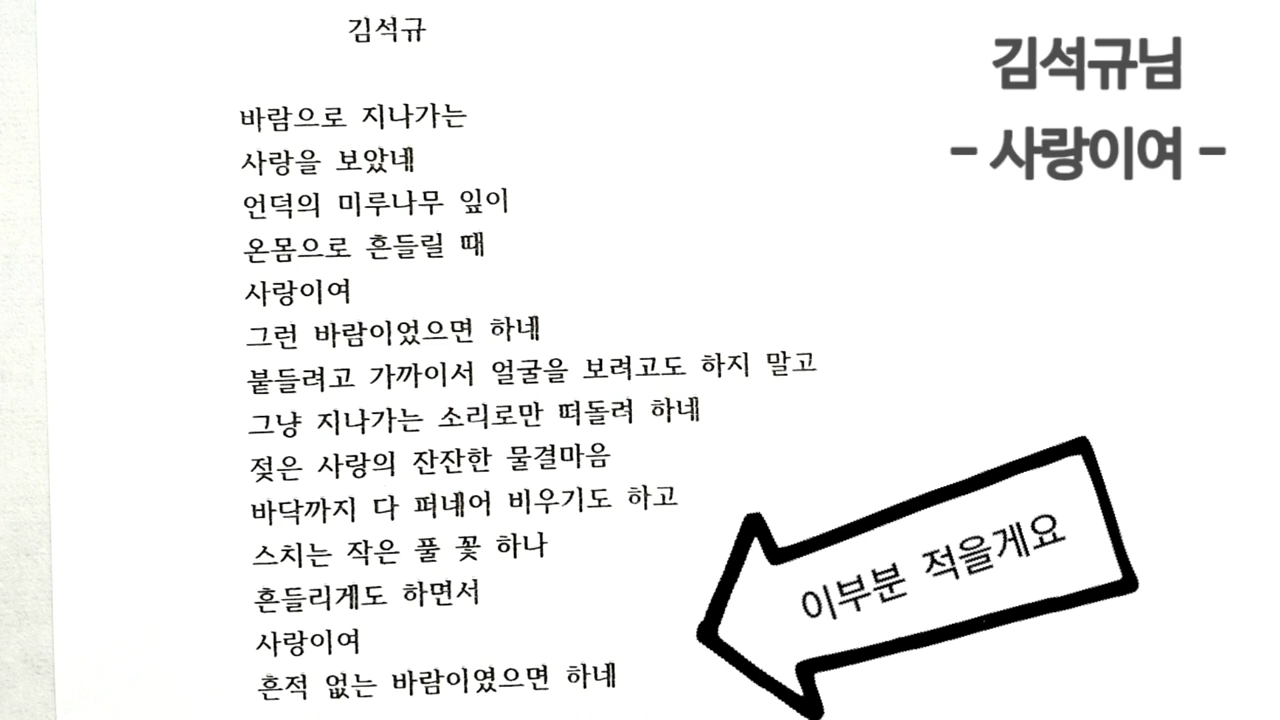 김석규
바람으로 지나가는
사랑을 보았네
언덕의 미루나무 잎이
온몸으로 흔들릴 때
사랑이여
그런 바람이었으면 하네
붙들려고 가까이서 얼굴을 보려고도 하지 말고
그냥 지나가는 소리로만 떠돌려 하네
젖은 사랑의 잔잔한 물결마음
바닥까지 다 퍼네어 비우기도 하고
스치는 작은 풀 꽃 하나
흔들리게도 하면서
사랑이여
흔적 없는 바람이였으면 하네
김석규님
- 사랑이여 -
이부분 적을게요